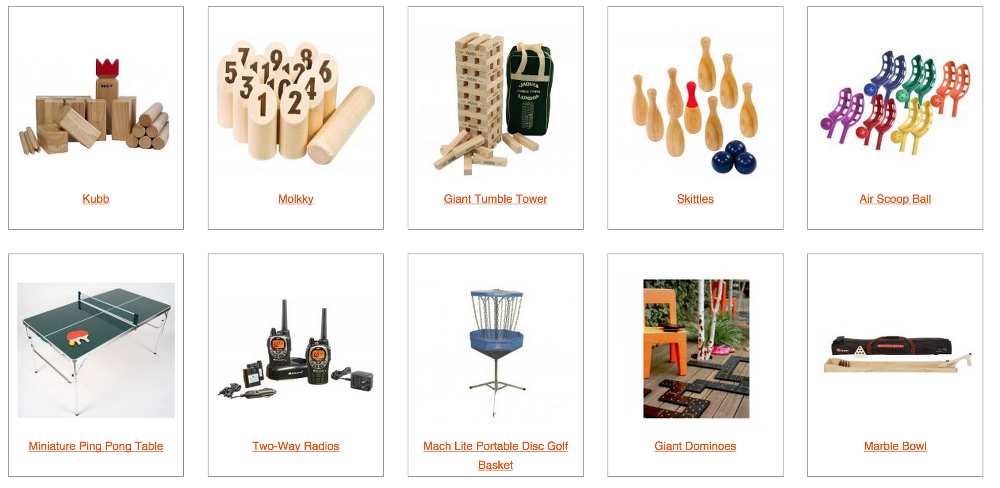 REX
7
9
8
5
11
12
6
3
10
4
1
2
JAQUES
TUMBLE TOWER
LONDON
Kubb
Molkky
Giant Tumble Tower
Skittles
Air Scoop Ball
Miniature Ping Pong Table
Two-Way Radios
Mach Lite Portable Disc Golf
Basket
Giant Dominoes
Marble Bowl